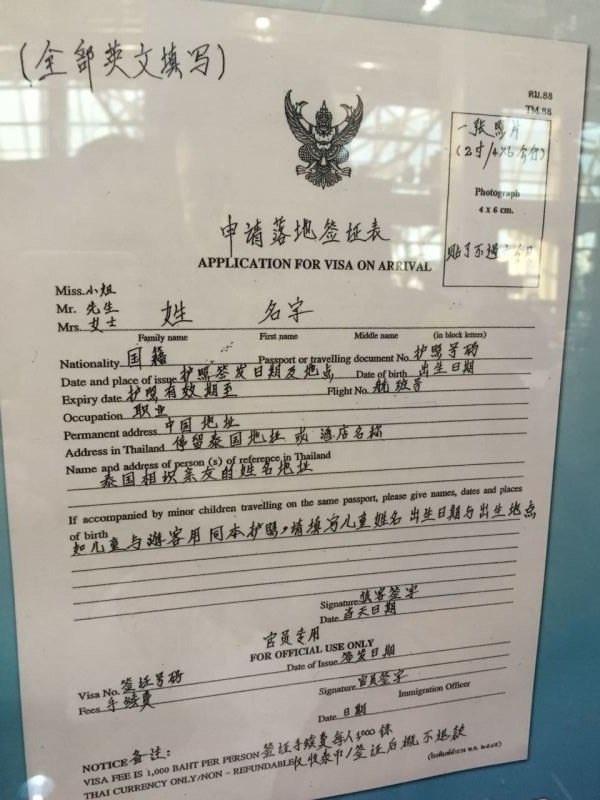 (全部英文填写)
ตม.88
TM.88
一张照片
(2寸/4×6公分)
Photograph
4 x 6 cm.
申请落地签证表
APPLICATION FOR VISA ON ARRIVAL
Miss. 小姐
Mr. 先生
Mrs. 女士 姓 名字
Family name First name Middle name (in block letters)
Nationality 国籍 Passport or travelling document No. 护照号码
Date and place of issue 护照签发日期及地点 Date of birth 出生日期
Expiry date 护照有效期至 Flight No. 航班号
Occupation 职业
Permanent address 中国地址
Address in Thailand 停留泰国地址 或 酒店名称
Name and address of person (s) of reference in Thailand
泰国相识亲友的姓名地址
If accompanied by minor children travelling on the same passport, please give names, dates and places
of birth
如儿童与游客用同本护照,请填写儿童姓名 出生日期与出生地点
Signature 旅客签字
Date 当天日期
官员专用
FOR OFFICIAL USE ONLY
Visa No. 签证号码 Date of Issue 签发日期
Fees 手续费 Signature 官员签字
Immigration Officer
Date 日期
NOTICE 备注:
VISA FEE IS 1,000 BAHT PER PERSON 签证手续费每人1000铢
THAI CURRENCY ONLY/NON - REFUNDABLE 仅收泰币/签证后概不退款